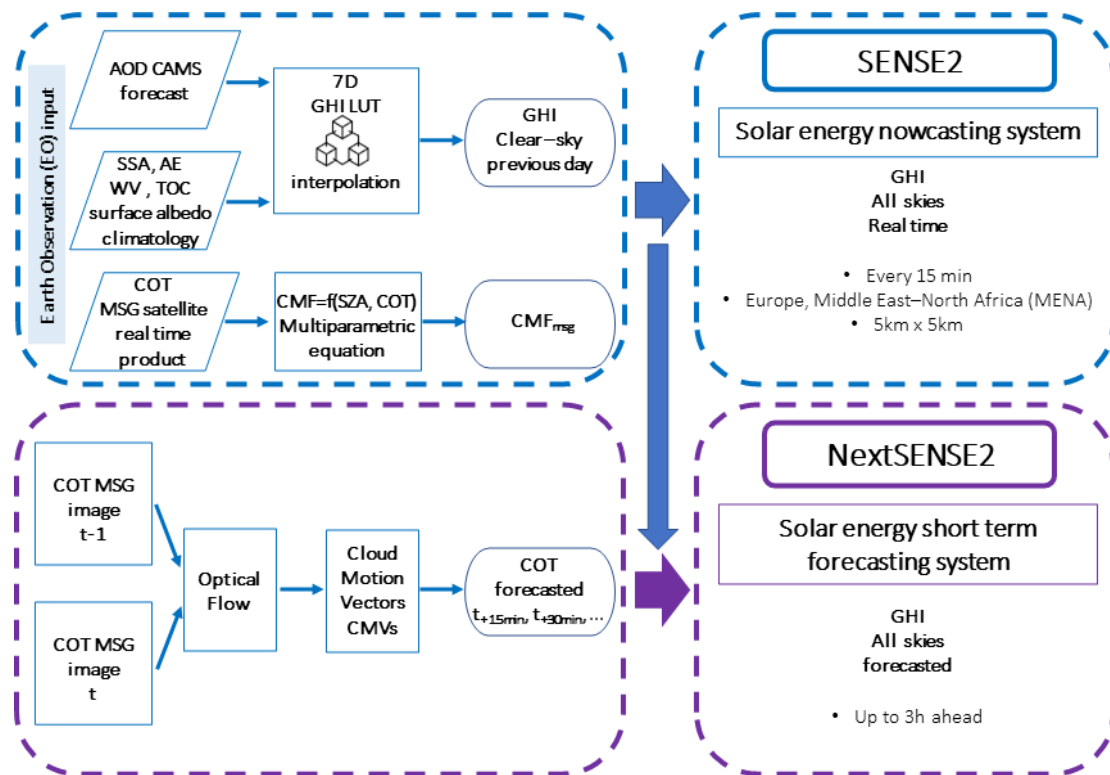 Earth Observation (EO) input
AOD CAMS
forecast
SSA, AE
WV , TOC
surface albedo
climatology
COT
MSG satellite
real time
product
7D
GHI LUT
interpolation
CMF=f(SZA, COT)
Multiparametric
equation
GHI
Clear–sky
previous day
CMFmsg
SENSE2
Solar energy nowcasting system
GHI
All skies
Real time
• Every 15 min
• Europe, Middle East–North Africa (MENA)
• 5km x 5km
COT MSG
image
t-1
COT MSG
image
t
Optical
Flow
Cloud
Motion
Vectors
CMVs
COT
forecasted
t+15min, t+30min, ...
NextSENSE2
Solar energy short term
forecasting system
GHI
All skies
forecasted
• Up to 3h ahead